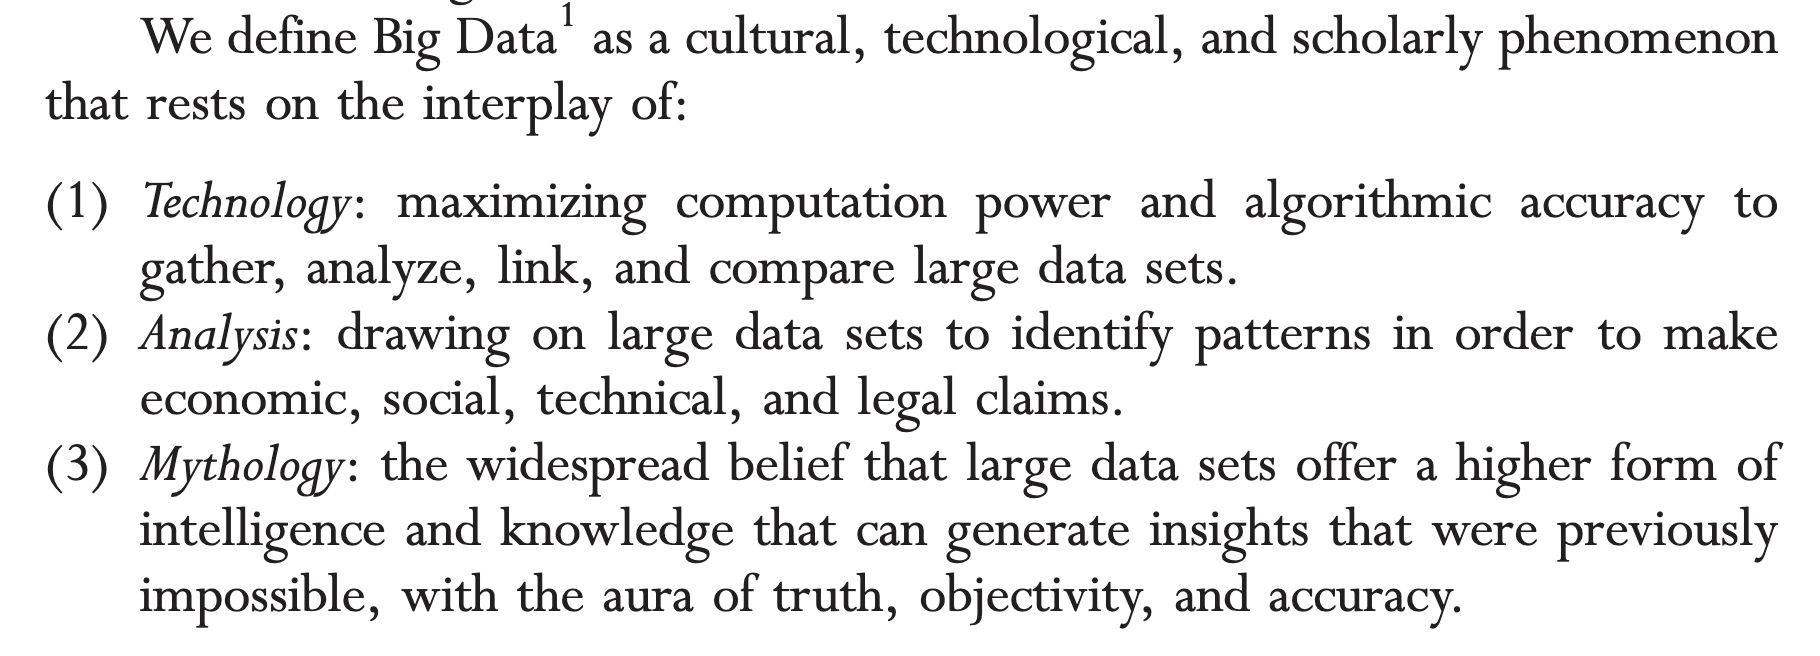 We define Big Data1 as a cultural, technological, and scholarly phenomenon
that rests on the interplay of:
(1) Technology: maximizing computation power and algorithmic accuracy to
gather, analyze, link, and compare large data sets.
(2) Analysis: drawing on large data sets to identify patterns in order to make
economic, social, technical, and legal claims.
(3) Mythology: the widespread belief that large data sets offer a higher form of
intelligence and knowledge that can generate insights that were previously
impossible, with the aura of truth, objectivity, and accuracy.